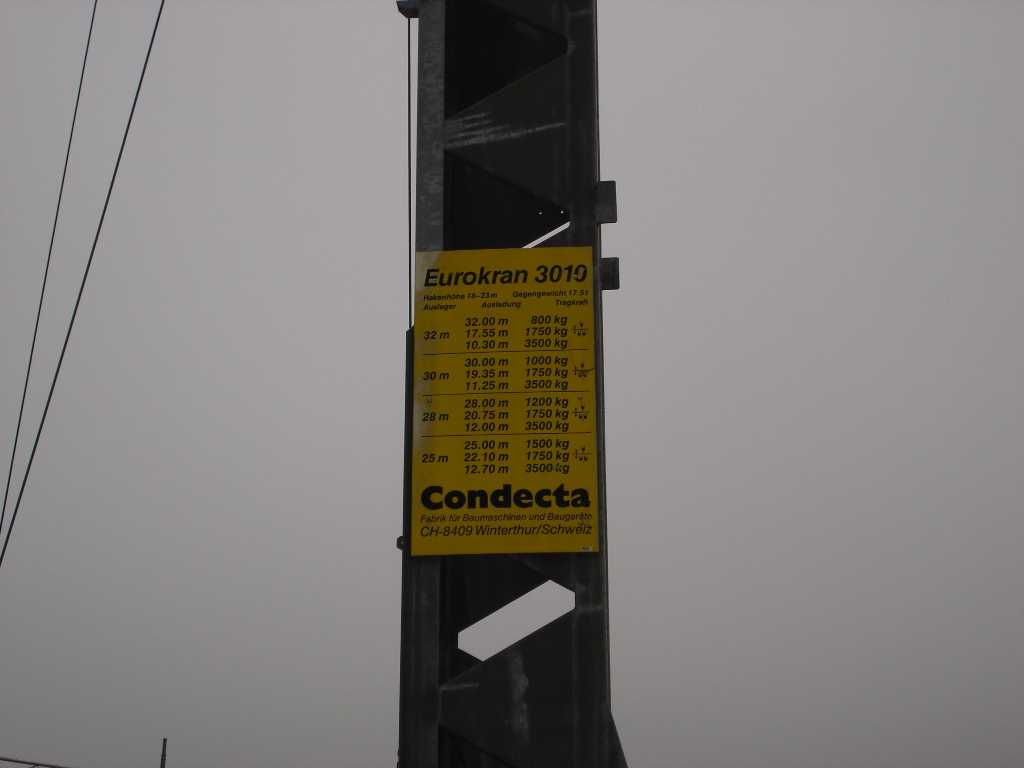 Eurokran 3010
Hakenhöhe 18–23m Gegengewicht 17.5t
Ausleger Ausladung Tragkraft
32 m 32.00 m 800 kg
17.55 m 1750 kg
10.30 m 3500 kg
30 m 30.00 m 1000 kg
19.35 m 1750 kg
11.25 m 3500 kg
28 m 28.00 m 1200 kg
20.75 m 1750 kg
12.00 m 3500 kg
25 m 25.00 m 1500 kg
22.10 m 1750 kg
12.70 m 3500 kg
Condecta
Fabrik für Baumaschinen und Baugeräte
CH-8409 Winterthur/Schweiz